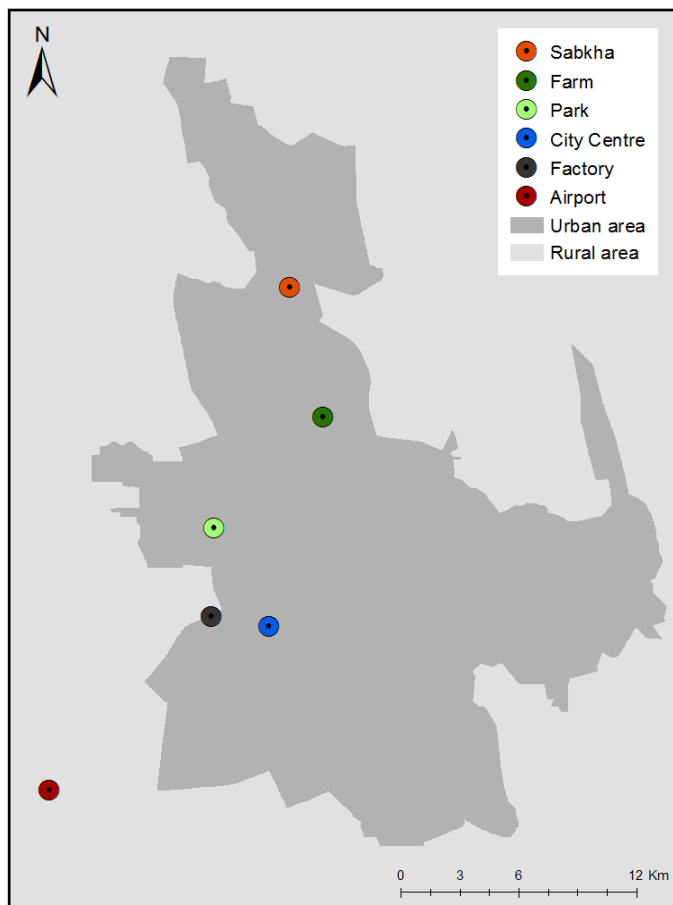 N
Sabkha
Farm
Park
City Centre
Factory
Airport
Urban area
Rural area
0 3 6 12 Km